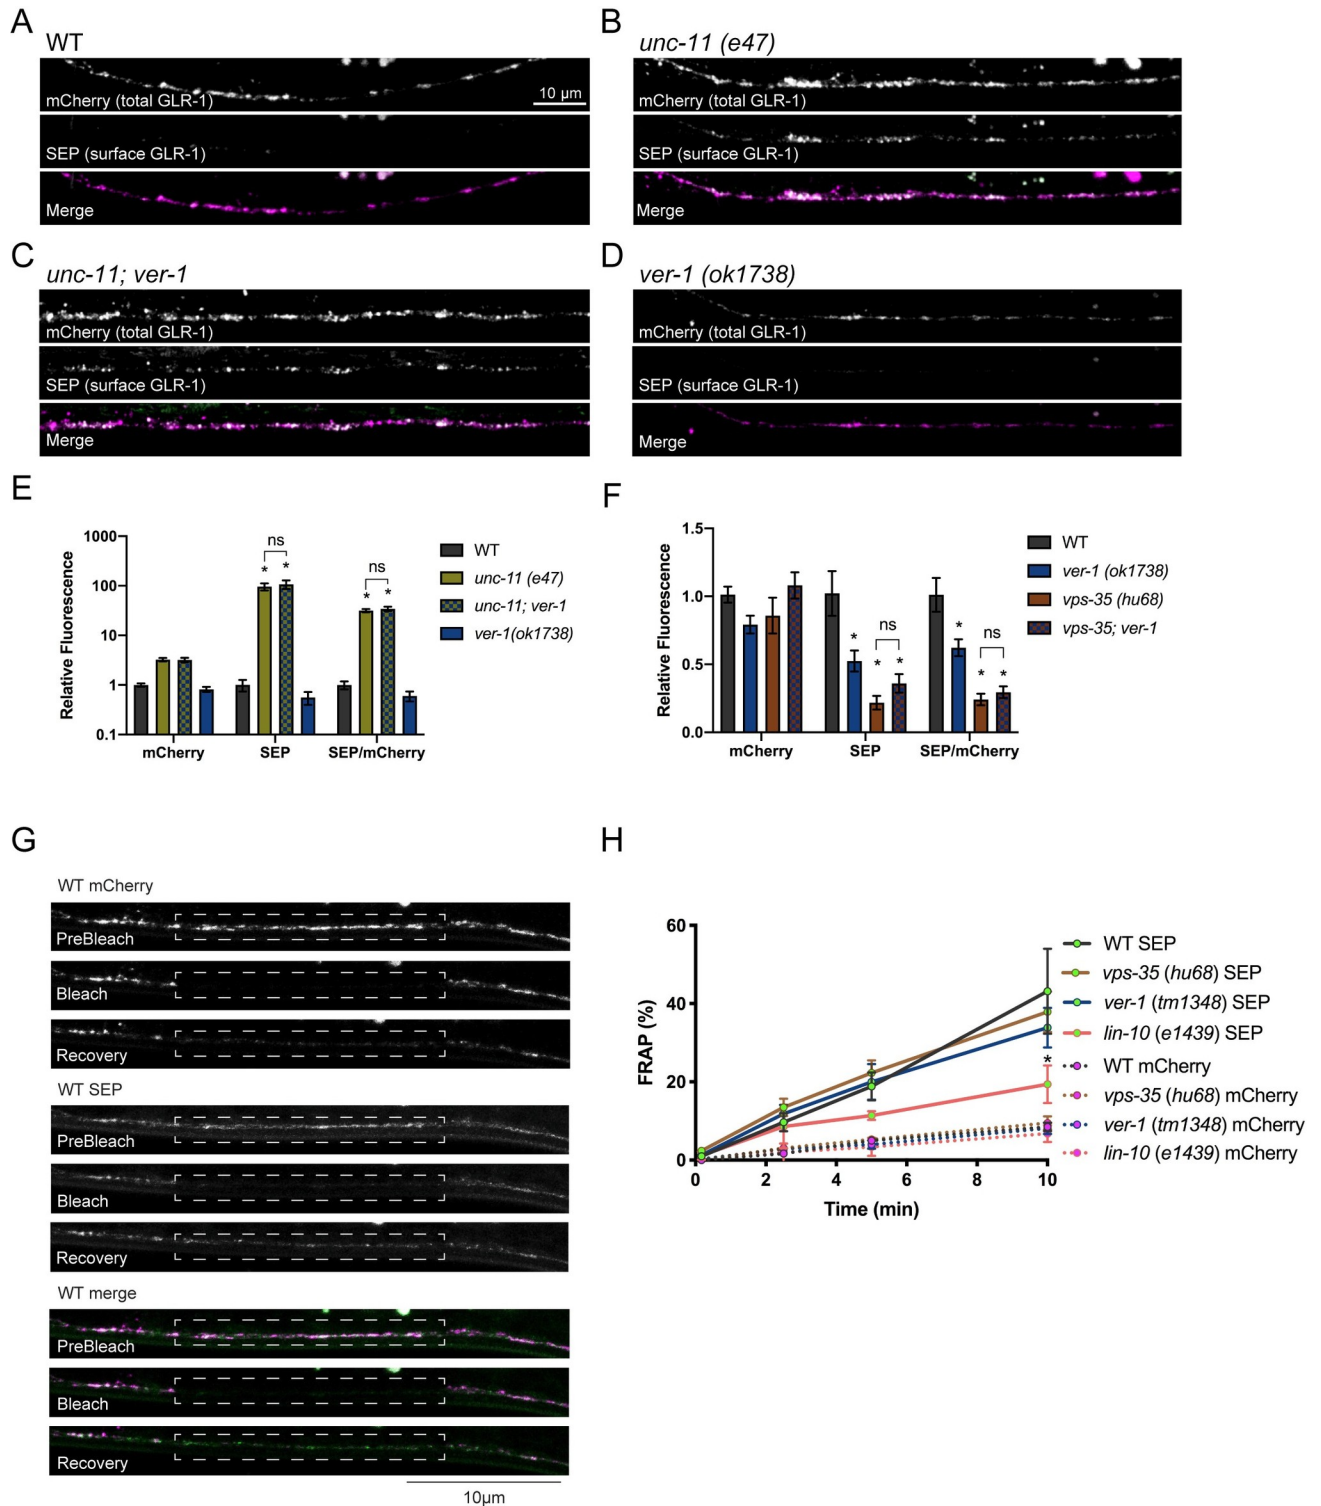 A
WT
mCherry (total GLR-1)
10 μm
SEP (surface GLR-1)
Merge
B
unc-11 (e47)
mCherry (total GLR-1)
SEP (surface GLR-1)
Merge
C
unc-11; ver-1
mCherry (total GLR-1)
SEP (surface GLR-1)
Merge
D
ver-1 (ok1738)
mCherry (total GLR-1)
SEP (surface GLR-1)
Merge
E
Relative Fluorescence
1000
100
10
1
0.1
ns
* *
ns
* *
mCherry
SEP
SEP/mCherry
WT
unc-11 (e47)
unc-11; ver-1
ver-1(ok1738)
F
Relative Fluorescence
1.5
1.0
0.5
0.0
*
ns
* *
*
ns
* *
mCherry
SEP
SEP/mCherry
WT
ver-1 (ok1738)
vps-35 (hu68)
vps-35; ver-1
G
WT mCherry
PreBleach
Bleach
Recovery
WT SEP
PreBleach
Bleach
Recovery
WT merge
PreBleach
Bleach
Recovery
10μm
H
FRAP (%)
60
40
20
0
0 2 4 6 8 10
Time (min)
*
WT SEP
vps-35 (hu68) SEP
ver-1 (tm1348) SEP
lin-10 (e1439) SEP
WT mCherry
vps-35 (hu68) mCherry
ver-1 (tm1348) mCherry
lin-10 (e1439) mCherry